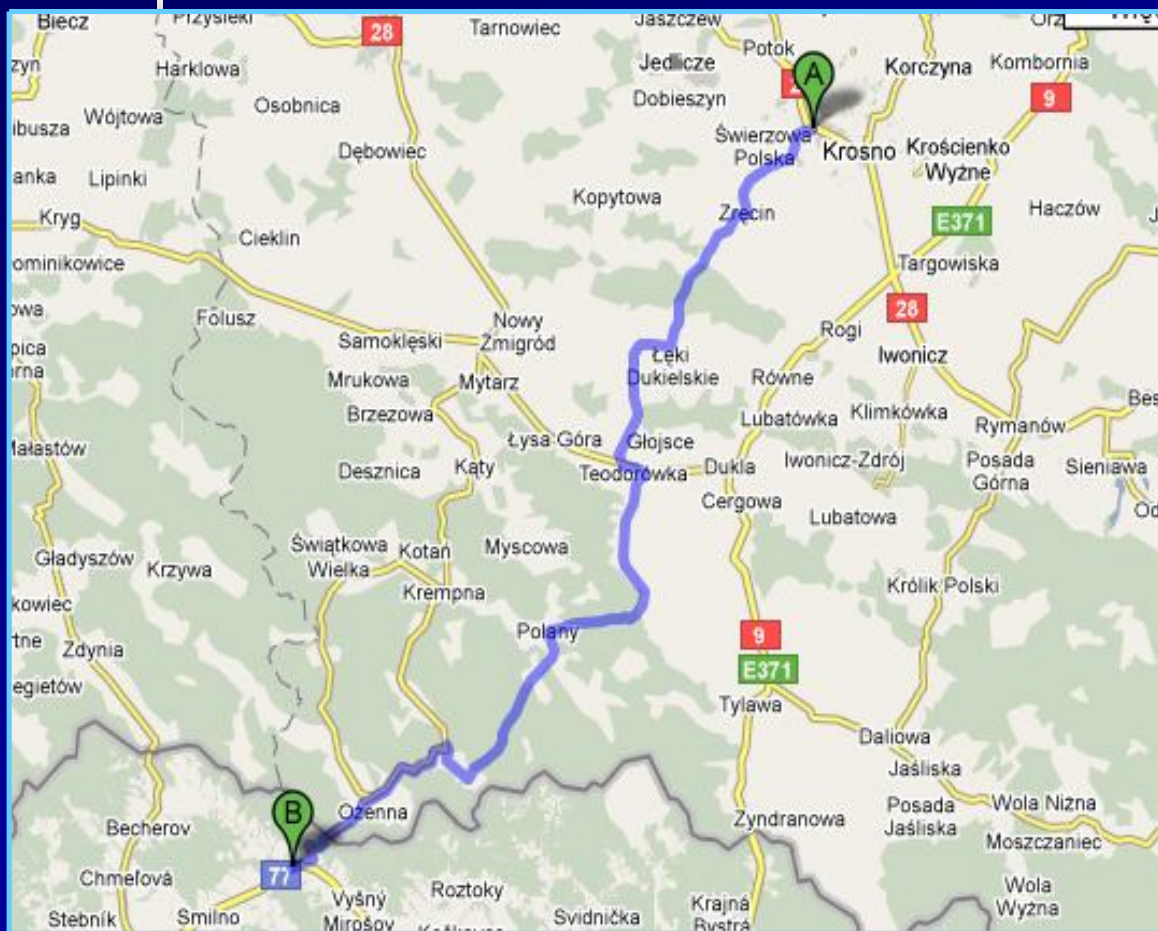 Biecz
Przysieki
28
Tarnowiec
Jaszczew
Potok
Jedlicze
Dobieszyn
A
Korczyna
Kombornia
9
Harklowa
Osobnica
Wójtowa
Dębowiec
Świerzowa
Polska
Krosno
Krościenko
Wyżne
Lipinki
Kopytowa
Zręcin
E371
Haczów
Kryg
Cieklin
Targowiska
Folusz
Nowy
Żmigród
Samoklęski
28
Rogi
Iwonicz
Łęki
Dukielskie
Mrukowa
Mytarz
Równe
Brzezowa
Lubatówka
Klimkówka
Rymanów
Łysa Góra
Głojsce
Desznica
Kąty
Teodorówka
Dukla
Iwonicz-Zdrój
Posada
Górna
Sieniawa
Cergowa
Lubatowa
Gładyszów
Krzywa
Świątkowa
Wielka
Kotań
Myscowa
Krempna
Królik Polski
Polany
9
E371
Zdynia
Tylawa
Daliowa
Jaśliska
Ożenna
B
Becherov
Zyndranowa
Posada
Jaśliska
Wola Niżna
Moszczaniec
77
Chmeľová
Vyšný
Mirošov
Roztoky
Wola
Wyżna
Stebník
Smilno
Svidnička
Krajná
Bystrá